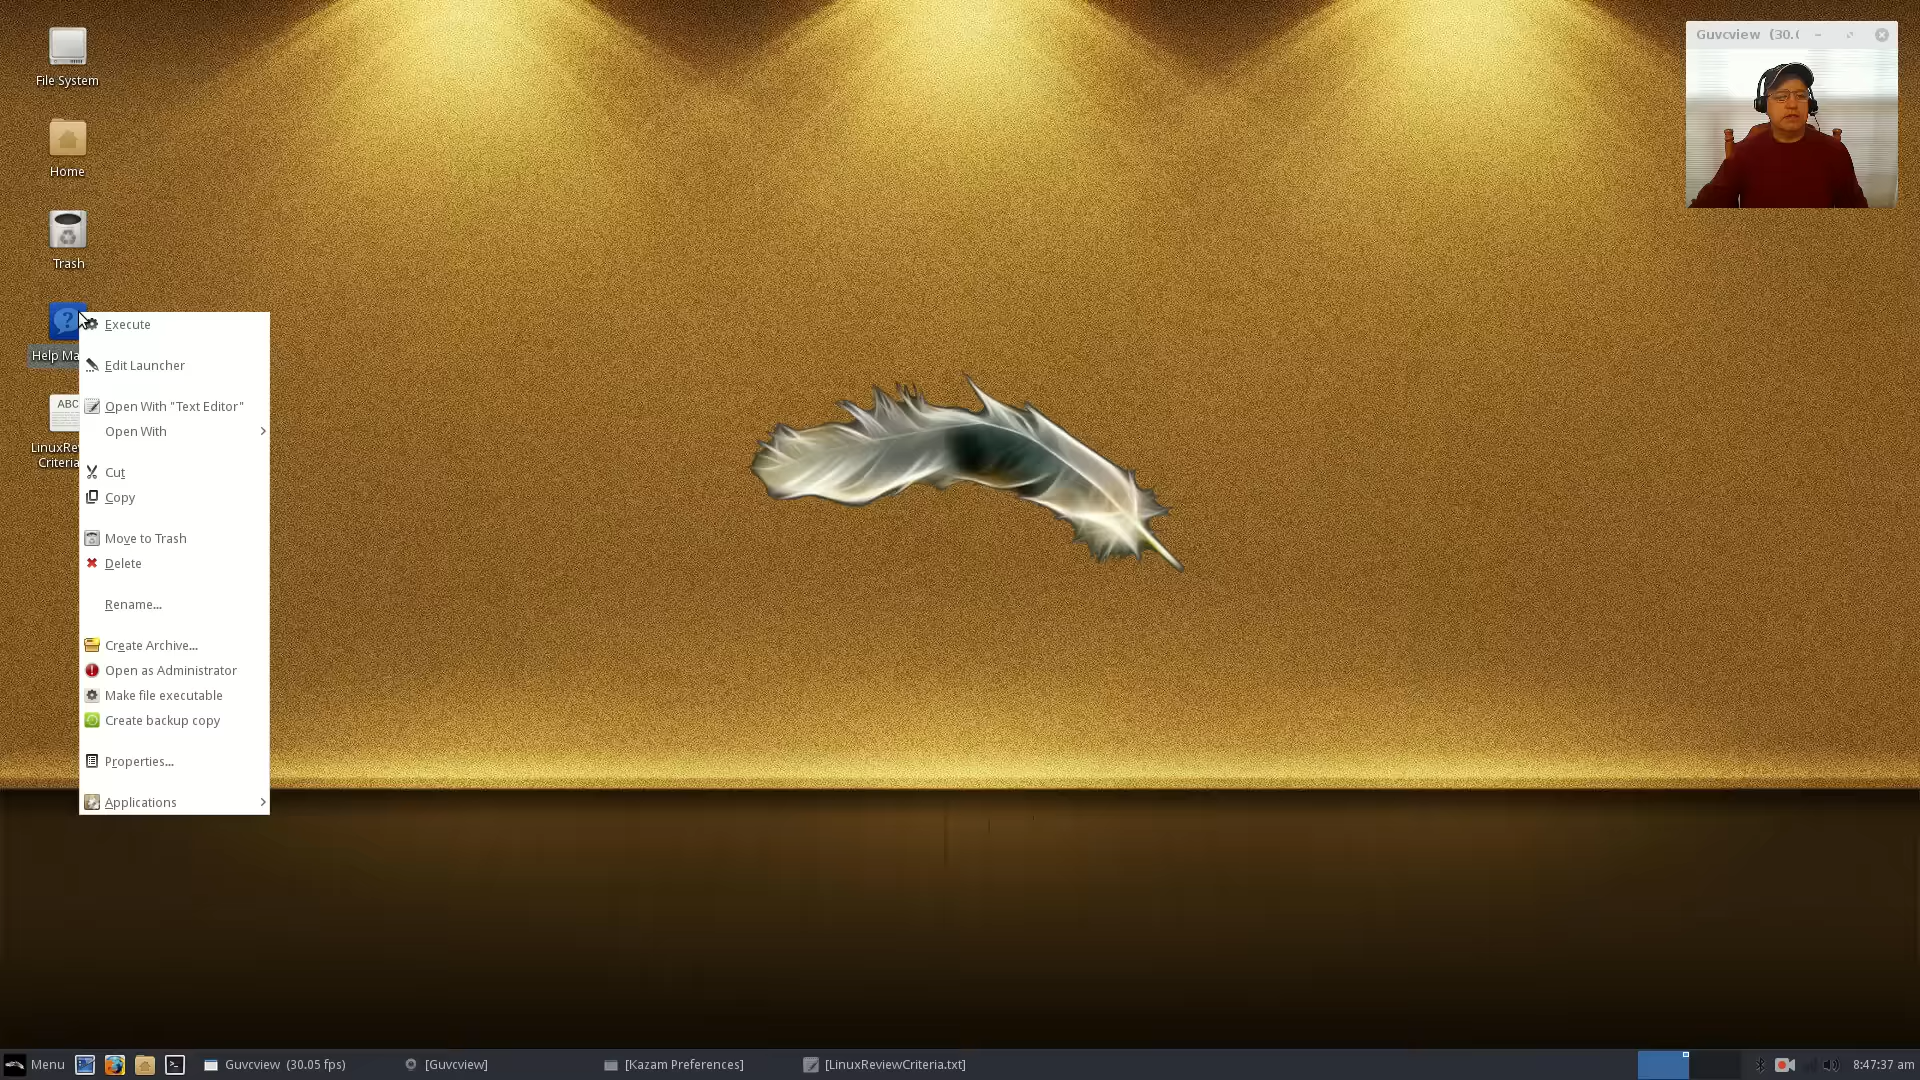 File System
Home
Trash
Help Ma
ABC
LinuxRev
Criteria
Execute
Edit Launcher
Open With "Text Editor"
Open With
Cut
Copy
Move to Trash
Delete
Rename...
Create Archive...
Open as Administrator
Make file executable
Create backup copy
Properties...
Applications
Guvcview (30.0
Menu
Guvcview (30.05 fps)
[Guvcview]
[Kazam Preferences]
[LinuxReviewCriteria.txt]
8:47:37 am